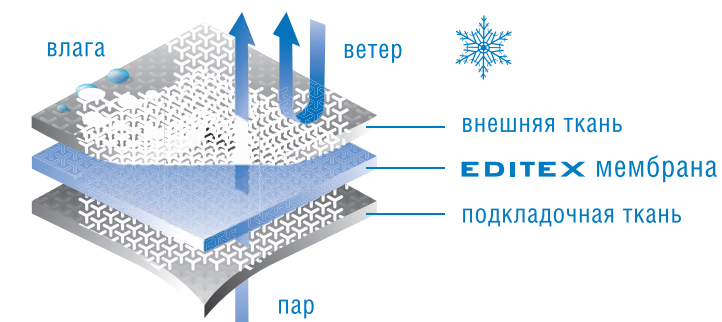 влага
ветер
внешняя ткань
EDITEX мембрана
подкладочная ткань
пар